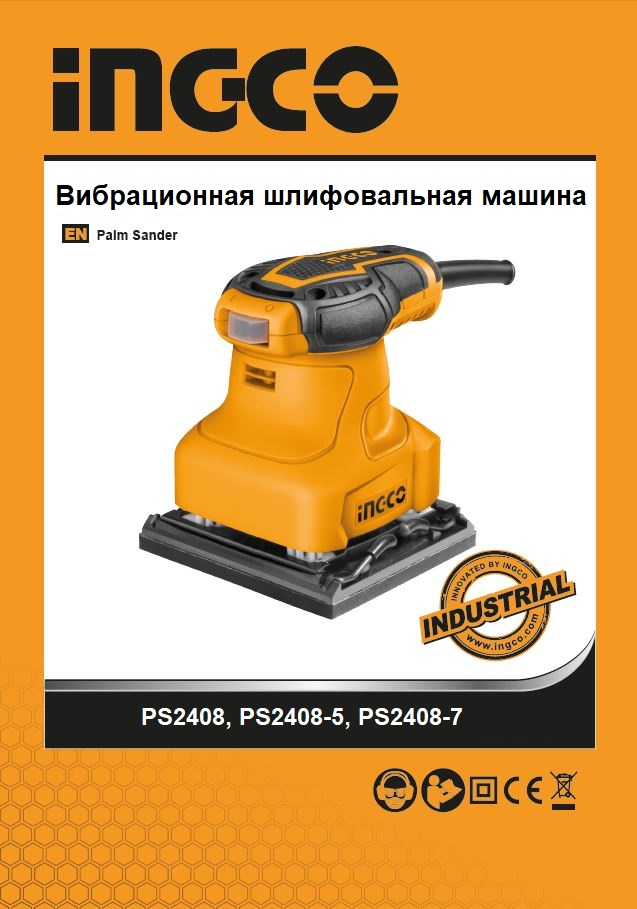 INGCO
Вибрационная шлифовальная машина
EN Palm Sander
I O
INGCO
INGCO
INNOVATED BY INGCO
INDUSTRIAL
www.ingco.com
PS2408, PS2408-5, PS2408-7
CE